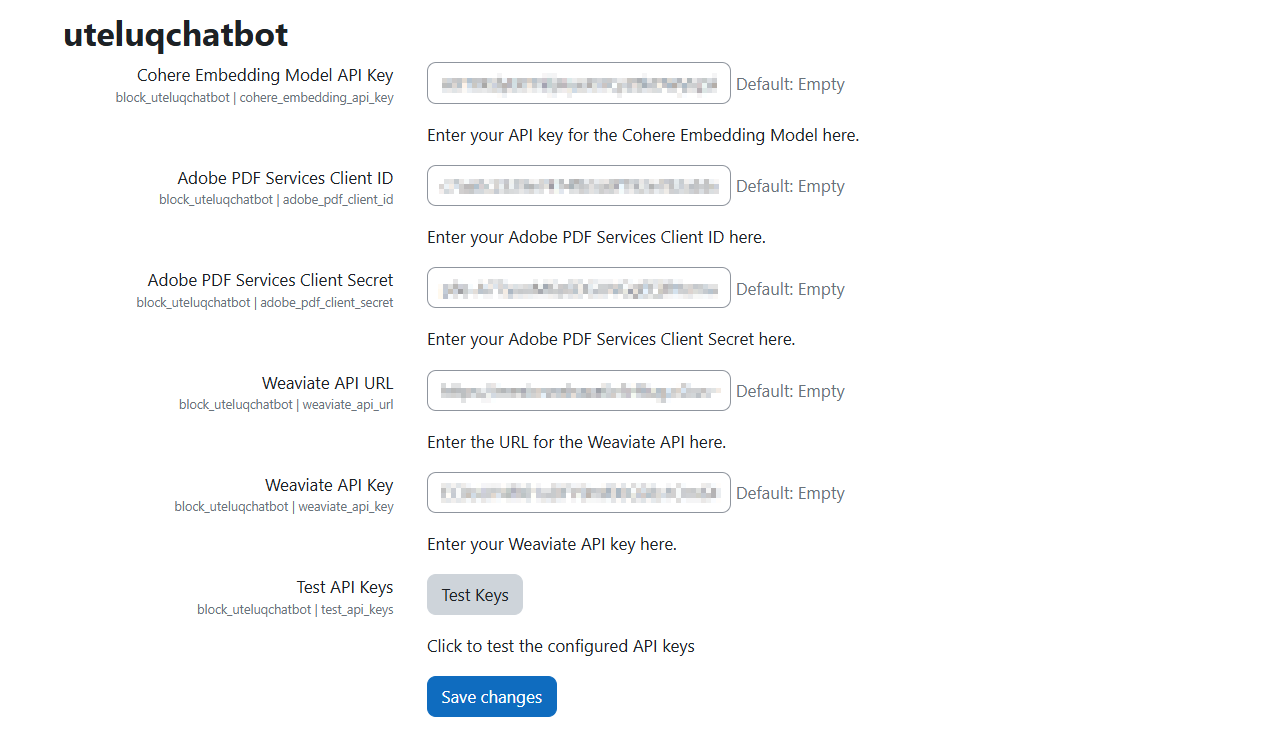 uteluqchatbot
Cohere Embedding Model API Key
block_uteluqchatbot | cohere_embedding_api_key
Default: Empty
Enter your API key for the Cohere Embedding Model here.
Adobe PDF Services Client ID
block_uteluqchatbot | adobe_pdf_client_id
Default: Empty
Enter your Adobe PDF Services Client ID here.
Adobe PDF Services Client Secret
block_uteluqchatbot | adobe_pdf_client_secret
Default: Empty
Enter your Adobe PDF Services Client Secret here.
Weaviate API URL
block_uteluqchatbot | weaviate_api_url
Default: Empty
Enter the URL for the Weaviate API here.
Weaviate API Key
block_uteluqchatbot | weaviate_api_key
Default: Empty
Enter your Weaviate API key here.
Test API Keys
block_uteluqchatbot | test_api_keys
Test Keys
Click to test the configured API keys
Save changes